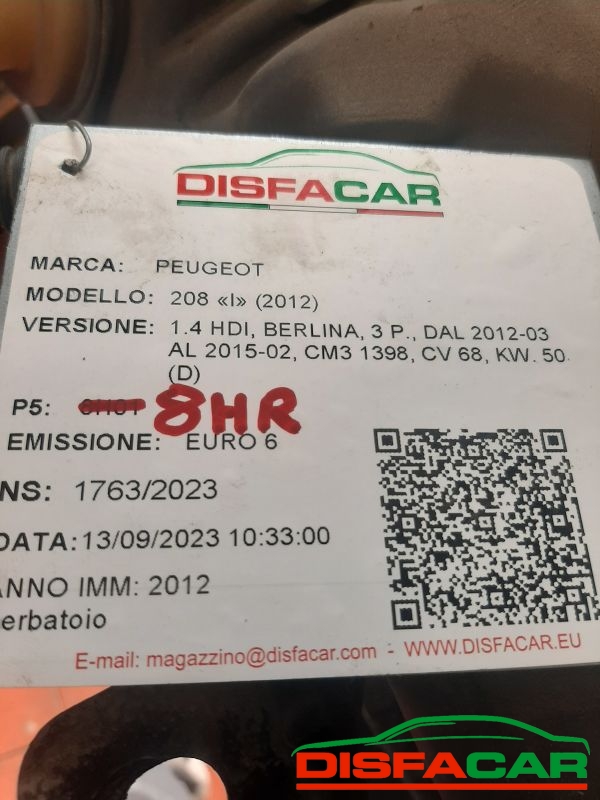 DISFACAR
MARCA: PEUGEOT
MODELLO: 208 «I» (2012)
VERSIONE: 1.4 HDI, BERLINA, 3 P., DAL 2012-03
AL 2015-02, CM3 1398, CV 68, KW. 50
(D)
P5: 8HR
EMISSIONE: EURO 6
NS: 1763/2023
DATA: 13/09/2023 10:33:00
ANNO IMM: 2012
erbatoio
E-mail: magazzino@disfacar.com - WWW.DISFACAR.EU
DISFACAR